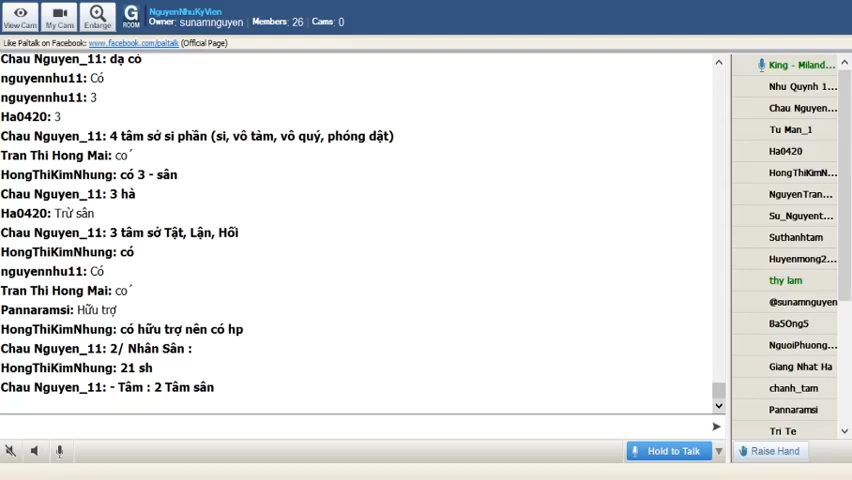 NguyenNhuKyVien
Owner: sunamnguyen Members: 26 Cams: 0
View Cam My Cam Enlarge G ROOM
Like Paltalk on Facebook: www.facebook.com/paltalk (Official Page)
Chau Nguyen_11: dạ có
nguyennhu11: Có
nguyennhu11: 3
Ha0420: 3
Chau Nguyen_11: 4 tâm sở si phần (si, vô tàm, vô quý, phóng dật)
Tran Thi Hong Mai: co´
HongThiKimNhung: có 3 - sân
Chau Nguyen_11: 3 hà
Ha0420: Trừ sân
Chau Nguyen_11: 3 tâm sở Tật, Lận, Hối
HongThiKimNhung: có
nguyennhu11: Có
Tran Thi Hong Mai: co´
Pannaramsi: Hữu trợ
HongThiKimNhung: có hữu trợ nên có hp
Chau Nguyen_11: 2/ Nhân Sân :
HongThiKimNhung: 21 sh
Chau Nguyen_11: - Tâm : 2 Tâm sân
Hold to Talk
King - Miland...
Nhu Quynh 1...
Chau Nguyen...
Tu Man_1
Ha0420
HongThiKimN...
NguyenTran...
Su_Nguyent...
Suthanhtam
Huyenmong2...
thy lam
@sunamnguyen
Ba5Ong5
NguoiPhuong...
Giang Nhat Ha
chanh_tam
Pannaramsi
Tri Te
Raise Hand